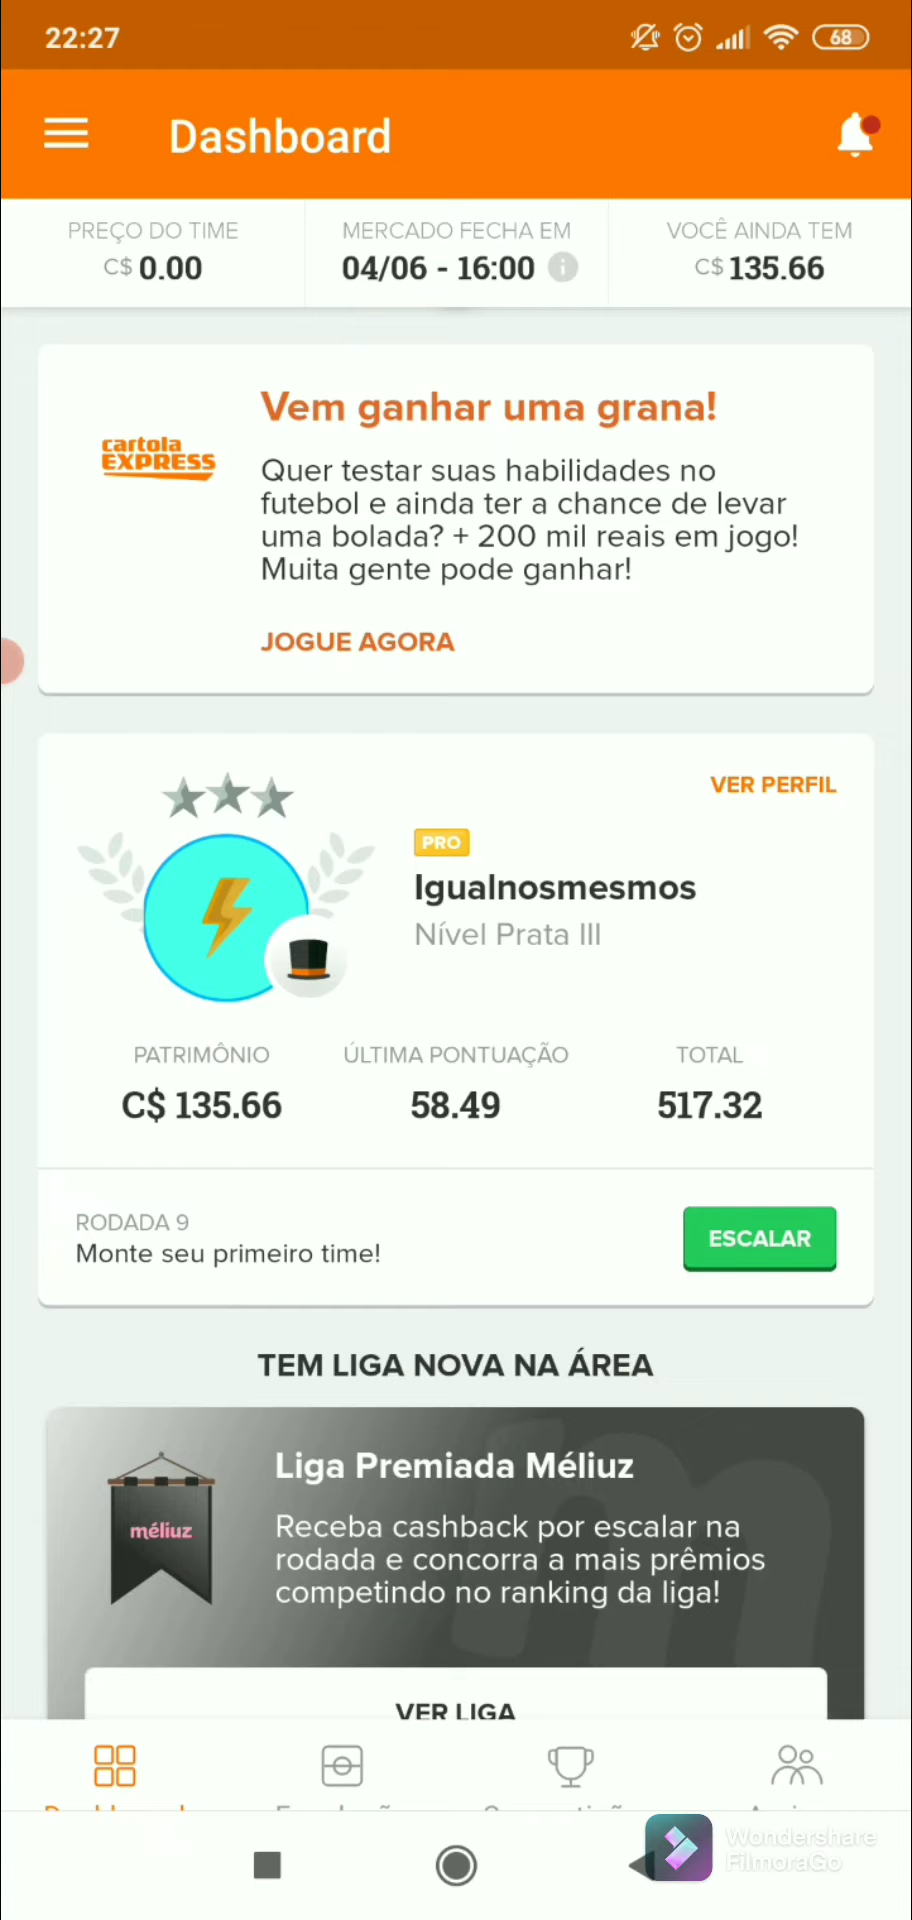 22:27
68
Dashboard
PREÇO DO TIME
C$ 0.00
MERCADO FECHA EM
04/06 - 16:00
VOCÊ AINDA TEM
C$ 135.66
cartola
EXPRESS
Vem ganhar uma grana!
Quer testar suas habilidades no
futebol e ainda ter a chance de levar
uma bolada? + 200 mil reais em jogo!
Muita gente pode ganhar!
JOGUE AGORA
VER PERFIL
PRO
Igualnosmesmos
Nível Prata III
PATRIMÔNIO
C$ 135.66
ÚLTIMA PONTUAÇÃO
58.49
TOTAL
517.32
RODADA 9
Monte seu primeiro time!
ESCALAR
TEM LIGA NOVA NA ÁREA
méliuz
Liga Premiada Méliuz
Receba cashback por escalar na
rodada e concorra a mais prêmios
competindo no ranking da liga!
VER LIGA
Wondershare
FilmoraGo